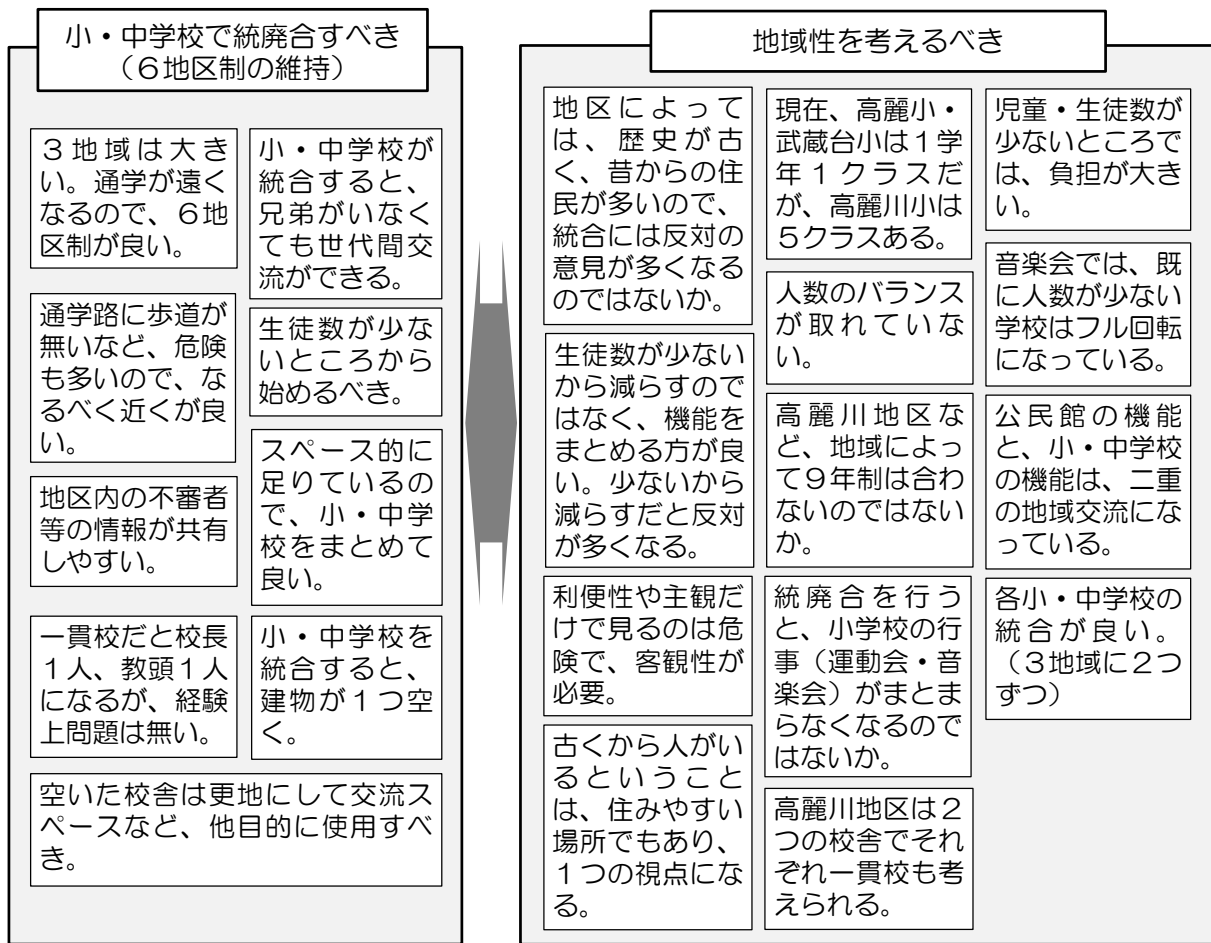 小・中学校で統廃合すべき
（６地区制の維持）
３地域は大き
い。通学が遠く
なるので、６地
区制が良い。
通学路に歩道が
無いなど、危険
も多いので、な
るべく近くが良
い。
地区内の不審者
等の情報が共有
しやすい。
一貫校だと校長
１人、教頭１人
になるが、経験
上問題は無い。
小・中学校が
統合すると、
兄弟がいなく
ても世代間交
流ができる。
生徒数が少な
いところから
始めるべき。
スペース的に
足りているの
で、小・中学
校をまとめて
良い。
小・中学校を
統合すると、
建物が１つ空
く。
空いた校舎は更地にして交流ス
ペースなど、他目的に使用すべ
き。
地域性を考えるべき
地区によって
は、歴史が古
く、昔からの住
民が多いので、
統合には反対の
意見が多くなる
のではないか。
生徒数が少ない
から減らすので
はなく、機能を
まとめる方が良
い。少ないから
減らすだと反対
が多くなる。
利便性や主観だ
けで見るのは危
険で、客観性が
必要。
古くから人がい
るということ
は、住みやすい
場所でもあり、
１つの視点にな
る。
現在、高麗小・
武蔵台小は１学
年１クラスだ
が、高麗川小は
５クラスある。
人数のバランス
が取れていな
い。
高麗川地区な
ど、地域によっ
て９年制は合わ
ないのではない
か。
統廃合を行う
と、小学校の行
事（運動会・音
楽会）がまとま
らなくなるので
はないか。
高麗川地区は２
つの校舎でそれ
ぞれ一貫校も考
えられる。
児童・生徒数が
少ないところで
は、負担が大き
い。
音楽会では、既
に人数が少ない
学校はフル回転
になっている。
公民館の機能
と、小・中学校
の機能は、二重
の地域交流にな
っている。
各小・中学校の
統合が良い。
（３地域に２つ
ずつ）